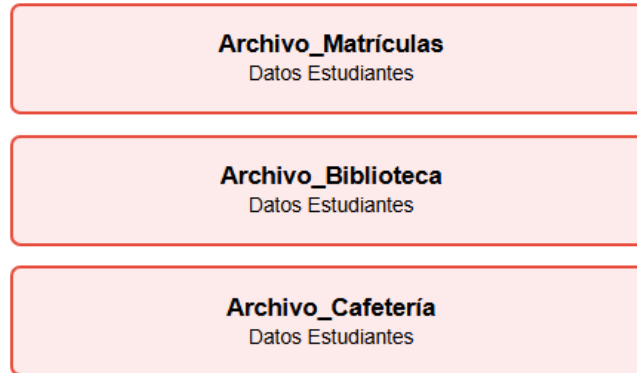 Archivo_Matrículas
Datos Estudiantes
Archivo_Biblioteca
Datos Estudiantes
Archivo_Cafetería
Datos Estudiantes